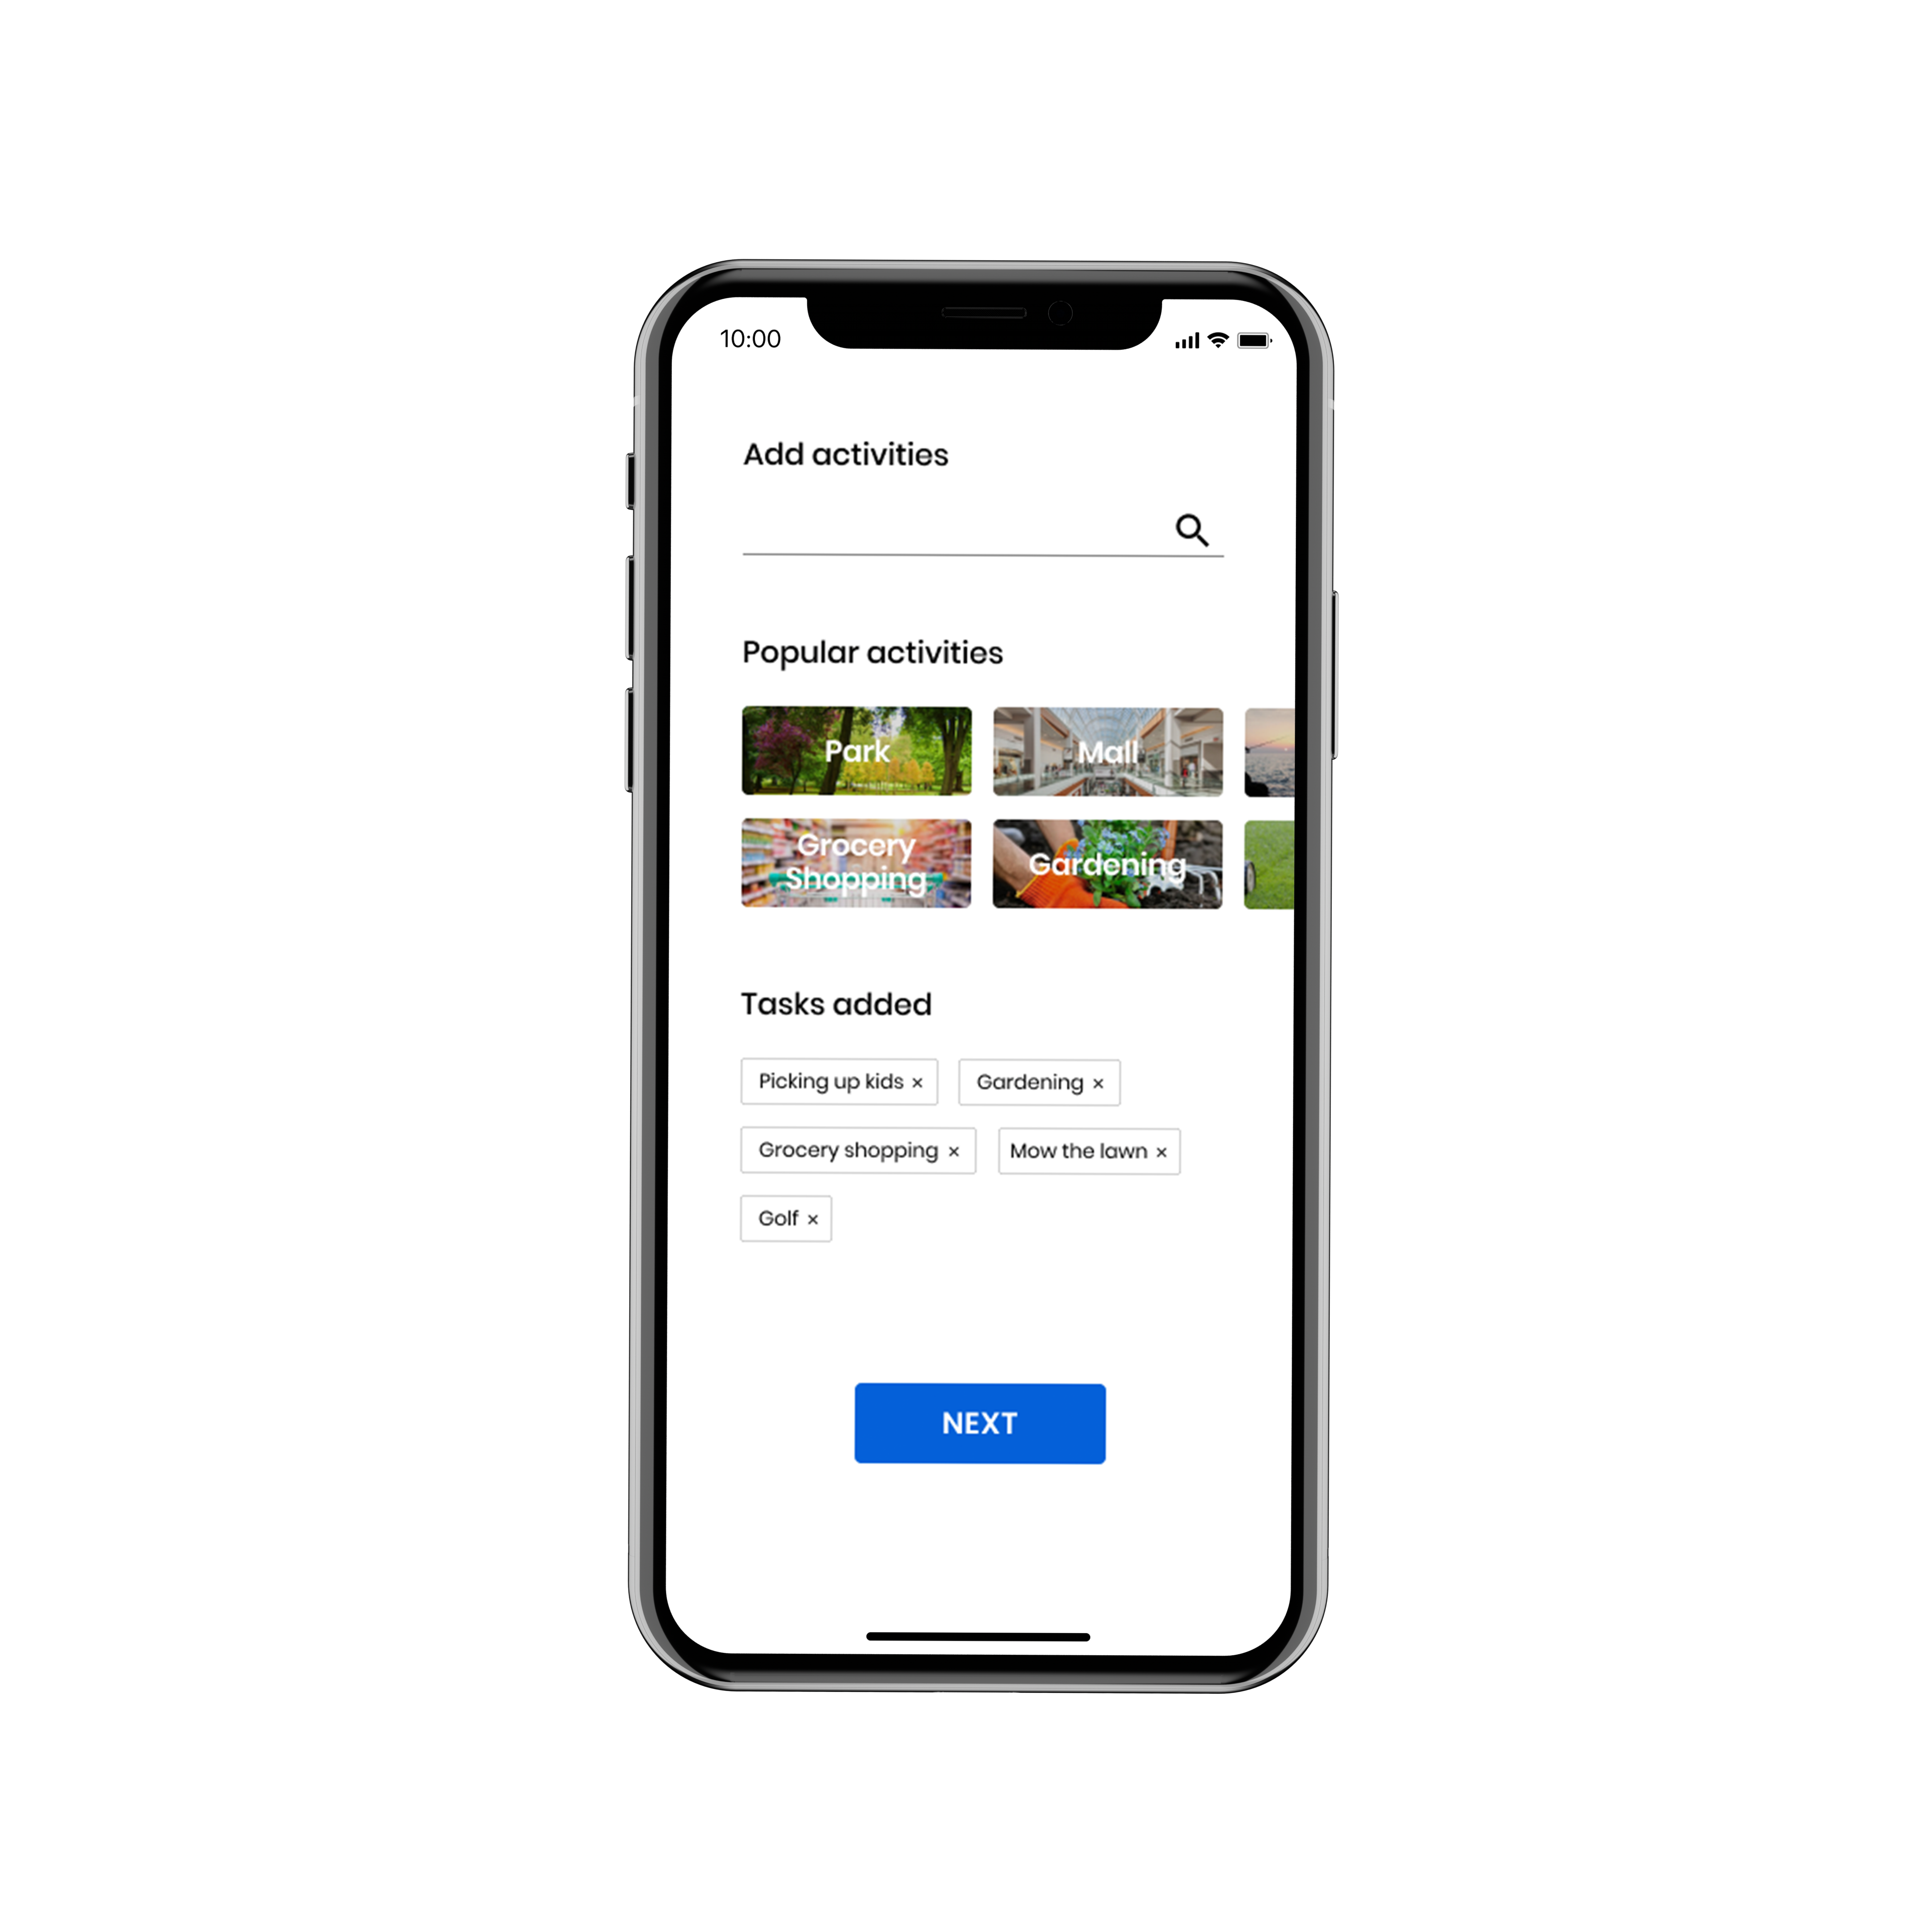 10:00
Add activities
Popular activities
Park
Mall
Grocery
Shopping
Gardening
Tasks added
Picking up kids ×
Gardening ×
Grocery shopping ×
Mow the lawn ×
Golf ×
NEXT